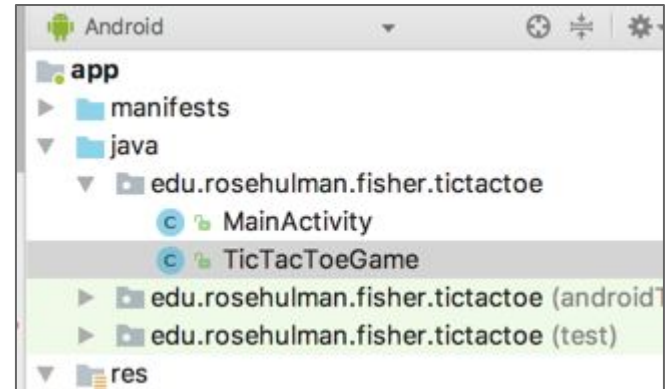 Android
app
manifests
java
edu.rosehulman.fisher.tictactoe
C MainActivity
C TicTacToeGame
edu.rosehulman.fisher.tictactoe (androidT
edu.rosehulman.fisher.tictactoe (test)
res